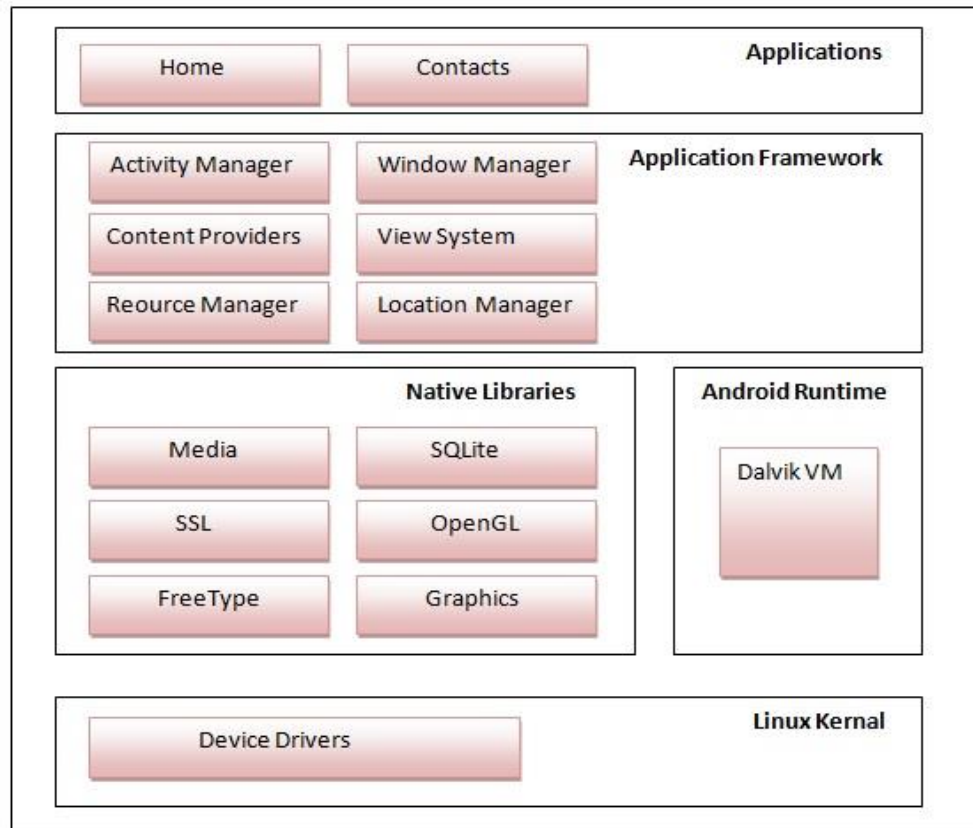 Applications
Home
Contacts
Application Framework
Activity Manager
Window Manager
Content Providers
View System
Reource Manager
Location Manager
Native Libraries
Media
SQLite
SSL
OpenGL
FreeType
Graphics
Android Runtime
Dalvik VM
Linux Kernal
Device Drivers